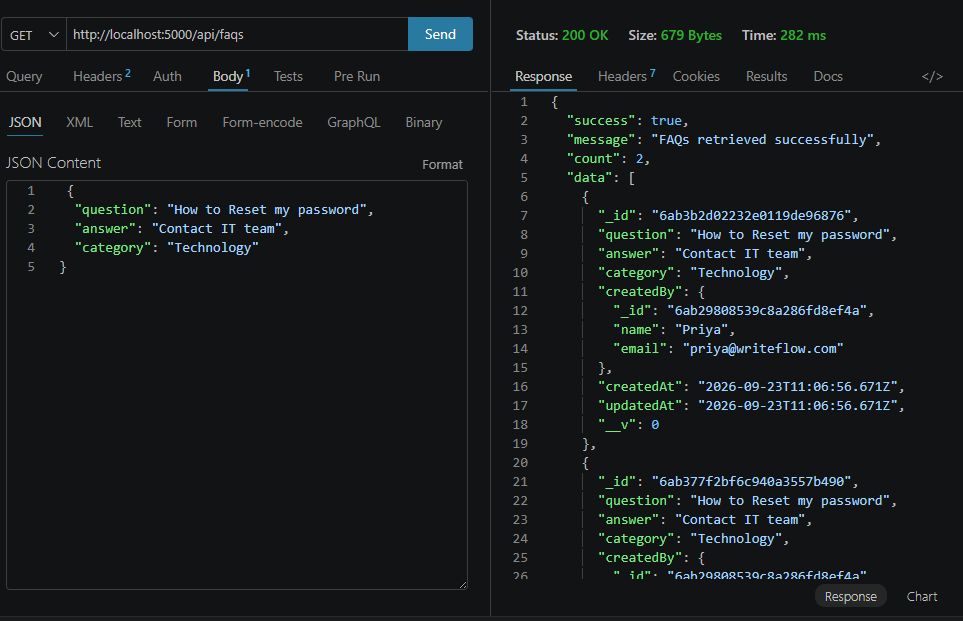 GET http://localhost:5000/api/faqs Send
Query Headers 2 Auth Body 1 Tests Pre Run
JSON XML Text Form Form-encode GraphQL Binary
JSON Content Format
1 {
2 "question": "How to Reset my password",
3 "answer": "Contact IT team",
4 "category": "Technology"
5 }
Status: 200 OK Size: 679 Bytes Time: 282 ms
Response Headers 7 Cookies Results Docs </>
1 {
2 "success": true,
3 "message": "FAQs retrieved successfully",
4 "count": 2,
5 "data": [
6 {
7 "_id": "6ab3b2d02232e0119de96876",
8 "question": "How to Reset my password",
9 "answer": "Contact IT team",
10 "category": "Technology",
11 "createdBy": {
12 "_id": "6ab29808539c8a286fd8ef4a",
13 "name": "Priya",
14 "email": "priya@writeflow.com"
15 },
16 "createdAt": "2026-09-23T11:06:56.671Z",
17 "updatedAt": "2026-09-23T11:06:56.671Z",
18 "__v": 0
19 },
20 {
21 "_id": "6ab377f2bf6c940a3557b490",
22 "question": "How to Reset my password",
23 "answer": "Contact IT team",
24 "category": "Technology",
25 "createdBy": {
26 "_id": "6ab29808539c8a286fd8ef4a"
Response Chart